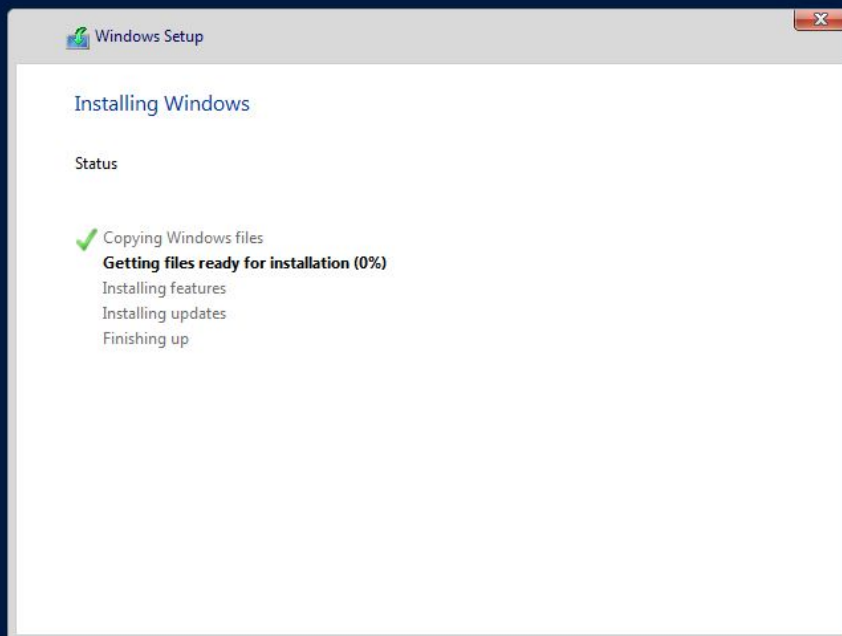 Windows Setup
Installing Windows
Status
Copying Windows files
Getting files ready for installation (0%)
Installing features
Installing updates
Finishing up